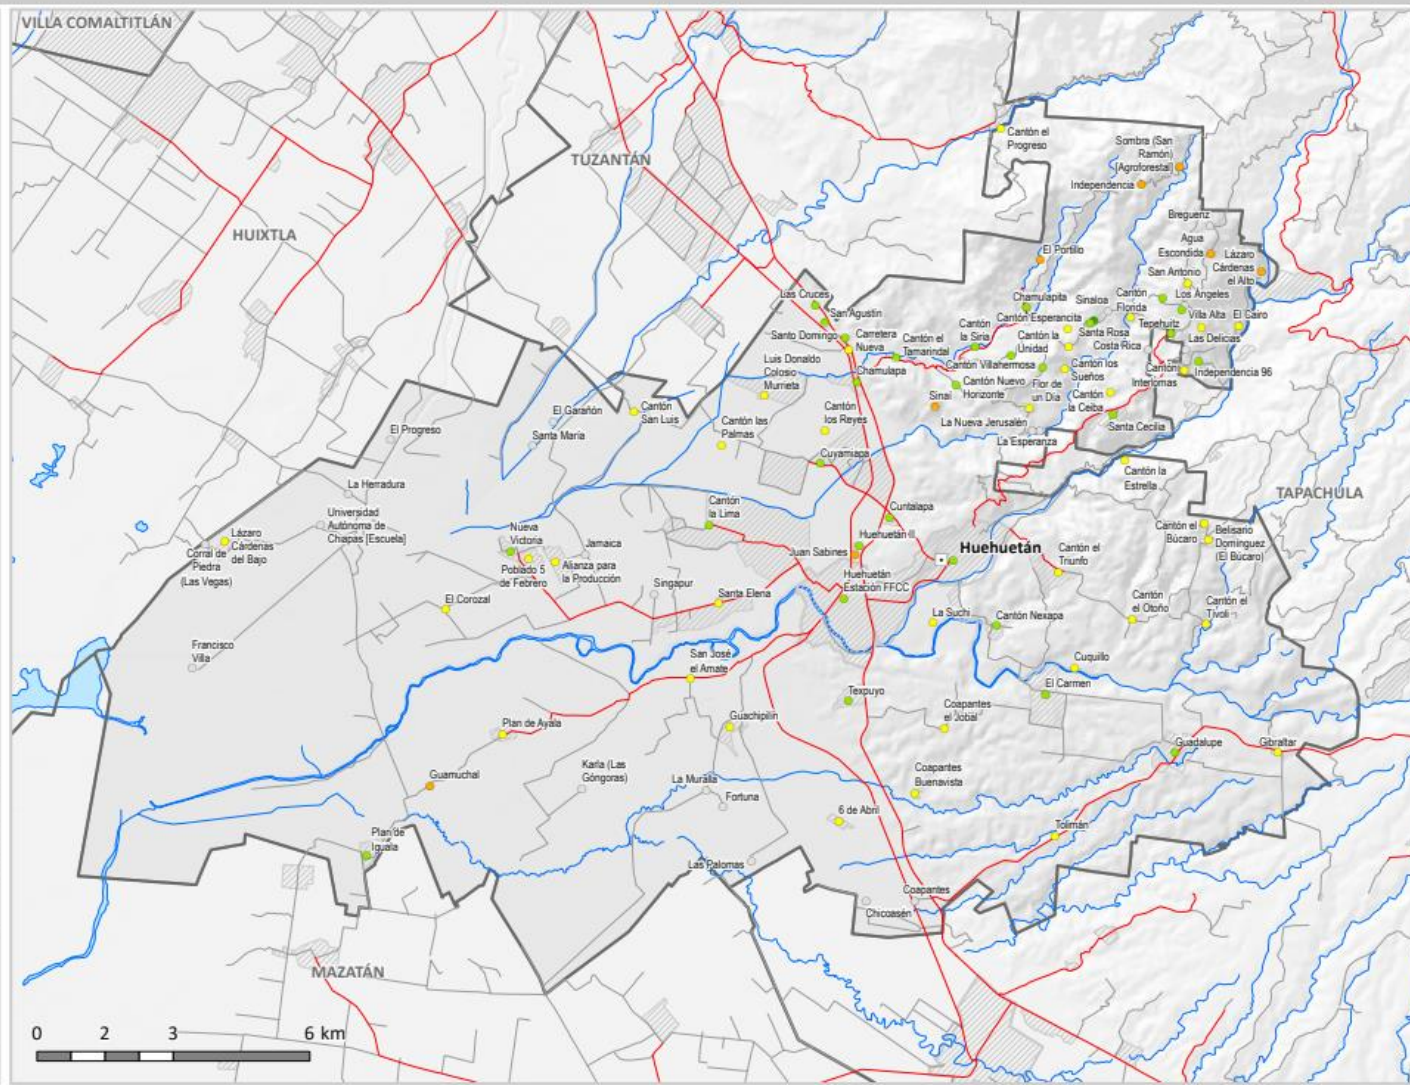 VILLA COMALTITLÁN
TUZANTÁN
HUIXTLA
Cantón el
Progreso
Sombra (San
Ramón)
[Agroforestal]
Independencia
Breguenz
Agua
Escondida
Lázaro
Cárdenas
el Alto
El Portillo
San Antonio
Los Ángeles
Cantón
Florida
Chamulapita
Sinaloa
Cantón Esperancita
Villa Alta
El Cairo
Tepehuitz
Las Delicias
Santa Rosa
Costa Rica
Las Cruces
San Agustín
Santo Domingo
Carretera
Nueva
Cantón el
Tamarindal
Cantón
la Siria
Cantón la
Unidad
Cantón Villahermosa
Luis Donaldo
Colosio
Murrieta
Chamulapa
Cantón los
Sueños
Cantón
Interlomas
Independencia 96
Cantón Nuevo
Horizonte
Flor de
un Día
Cantón
la Ceiba
Sinai
La Nueva Jerusalén
Santa Cecilia
La Esperanza
El Garañón
Cantón
San Luis
Santa María
El Progreso
Cantón las
Palmas
Cantón
los Reyes
Cuyamiapa
Cantón la
Estrella
TAPACHULA
La Herradura
Universidad
Autónoma de
Chiapas [Escuela]
Lázaro
Cárdenas
del Bajo
Corral de
Piedra
(Las Vegas)
Nueva
Victoria
Jamaica
Poblado 5
de Febrero
Alianza para
la Producción
Cantón
la Lima
Cuntalapa
Huehuetán II
Juan Sabines
Huehuetán
Huehuetán
Estación FFCC
Cantón el
Triunfo
Cantón el
Búcaro
Belisario
Domínguez
(El Búcaro)
Singapur
El Corozal
Santa Elena
La Suchi
Cantón Nexapa
Cantón
el Otoño
Cantón el
Tívoli
Francisco
Villa
San José
el Amate
Cuquillo
El Carmen
Texpuyo
Coapantes
el Jobal
Plan de Ayala
Guachipilín
Guadalupe
Gibraltar
Guamuchal
Karla (Las
Góngoras)
La Muralla
Fortuna
Coapantes
Buenavista
6 de Abril
Tolimán
Plan de
Iguala
Las Palomas
Coapantes
Chicoasén
MAZATÁN
0 2 3 6 km